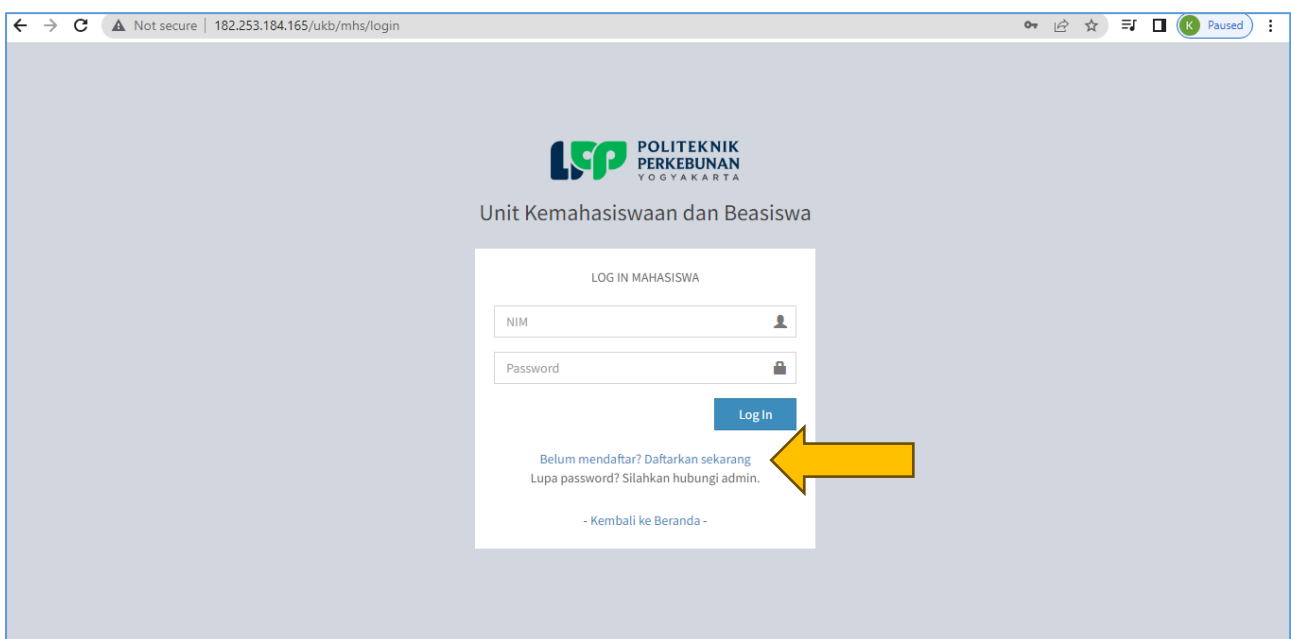 Not secure | 182.253.184.165/ukb/mhs/login
K Paused
LPP POLITEKNIK
PERKEBUNAN
YOGYAKARTA
Unit Kemahasiswaan dan Beasiswa
LOG IN MAHASISWA
NIM
Password
Log In
Belum mendaftar? Daftarkan sekarang
Lupa password? Silahkan hubungi admin.
- Kembali ke Beranda -